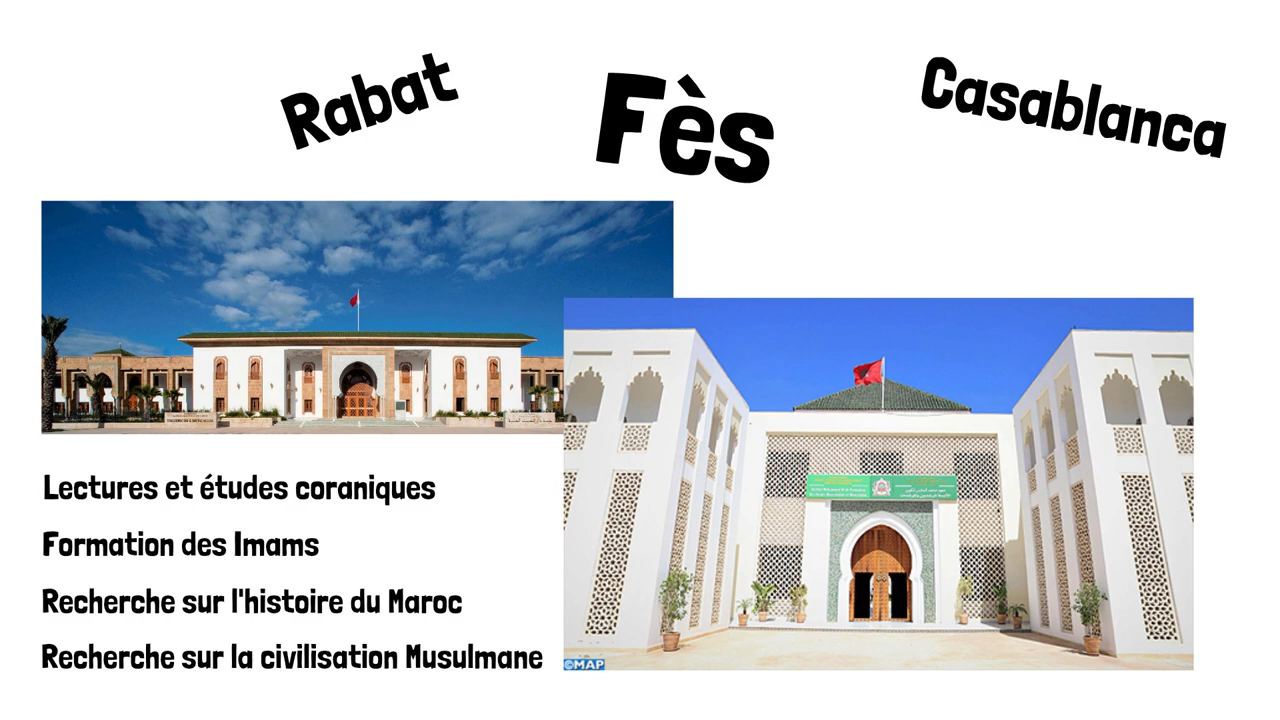 Rabat
Fès
Casablanca
Lectures et études coraniques
Formation des Imams
Recherche sur l'histoire du Maroc
Recherche sur la civilisation Musulmane
©MAP